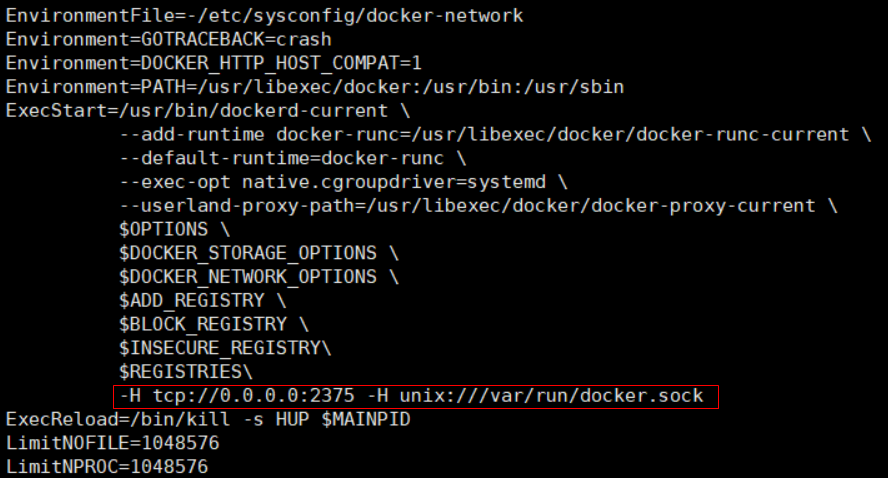 EnvironmentFile=-/etc/sysconfig/docker-network
Environment=GOTRACEBACK=crash
Environment=DOCKER_HTTP_HOST_COMPAT=1
Environment=PATH=/usr/libexec/docker:/usr/bin:/usr/sbin
ExecStart=/usr/bin/dockerd-current \
          --add-runtime docker-runc=/usr/libexec/docker/docker-runc-current \
          --default-runtime=docker-runc \
          --exec-opt native.cgroupdriver=systemd \
          --userland-proxy-path=/usr/libexec/docker/docker-proxy-current \
          $OPTIONS \
          $DOCKER_STORAGE_OPTIONS \
          $DOCKER_NETWORK_OPTIONS \
          $ADD_REGISTRY \
          $BLOCK_REGISTRY \
          $INSECURE_REGISTRY\
          $REGISTRIES\
          -H tcp://0.0.0.0:2375 -H unix:///var/run/docker.sock
ExecReload=/bin/kill -s HUP $MAINPID
LimitNOFILE=1048576
LimitNPROC=1048576